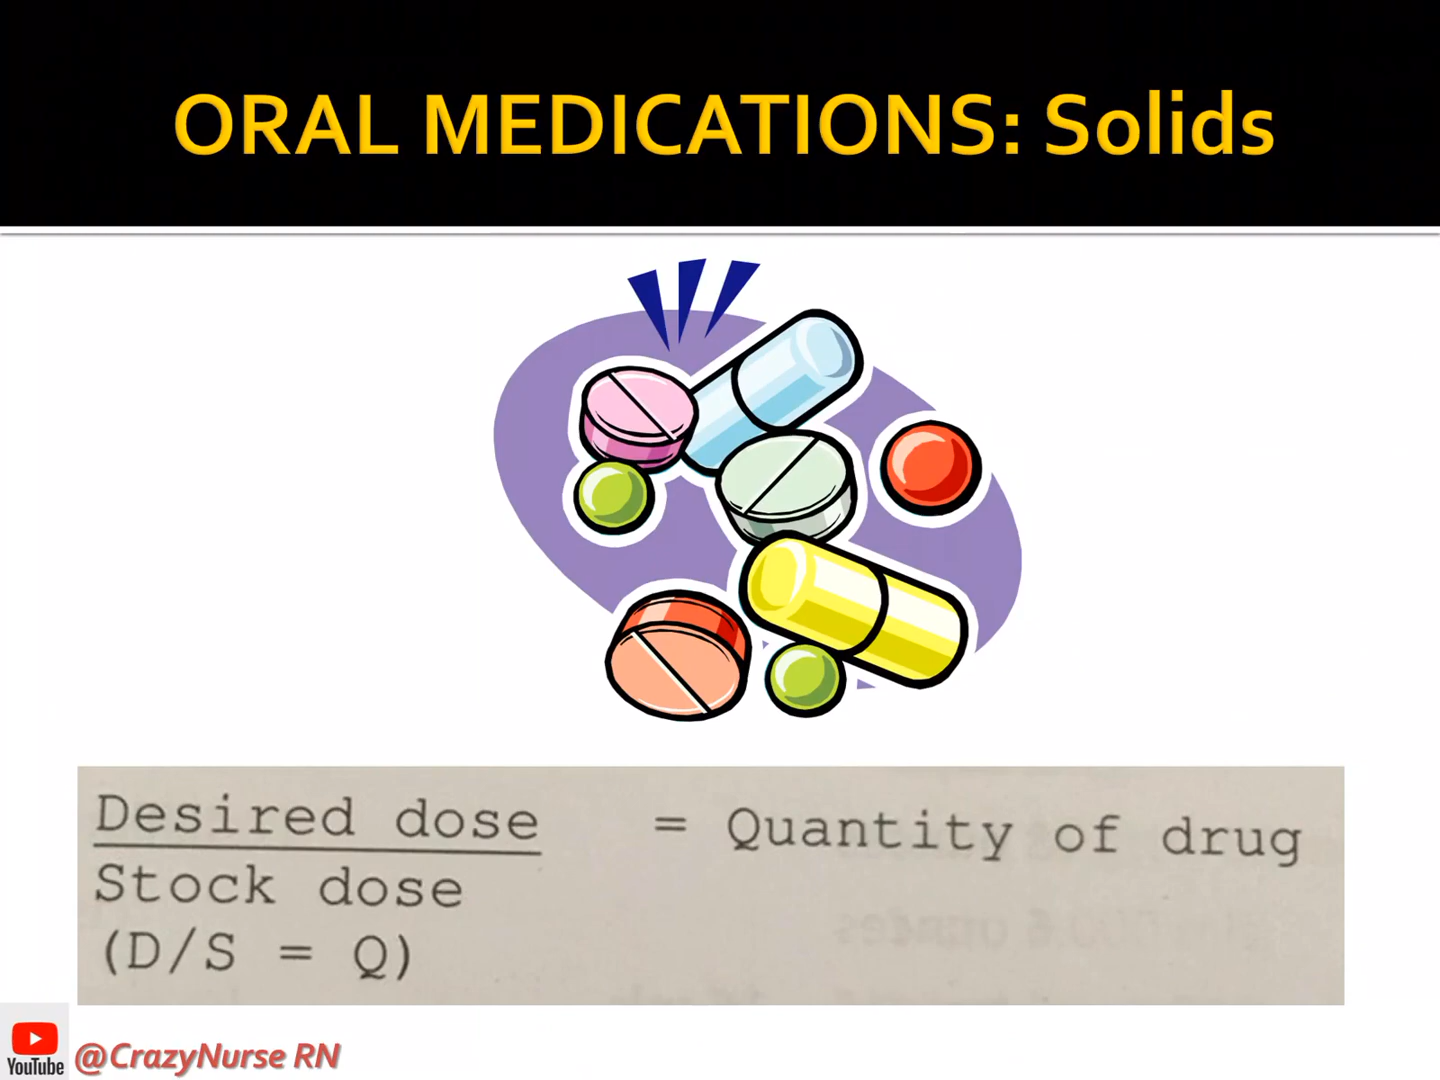 ORAL MEDICATIONS: Solids
Desired dose = Quantity of drug
Stock dose
(D/S = Q)
YouTube @CrazyNurse RN